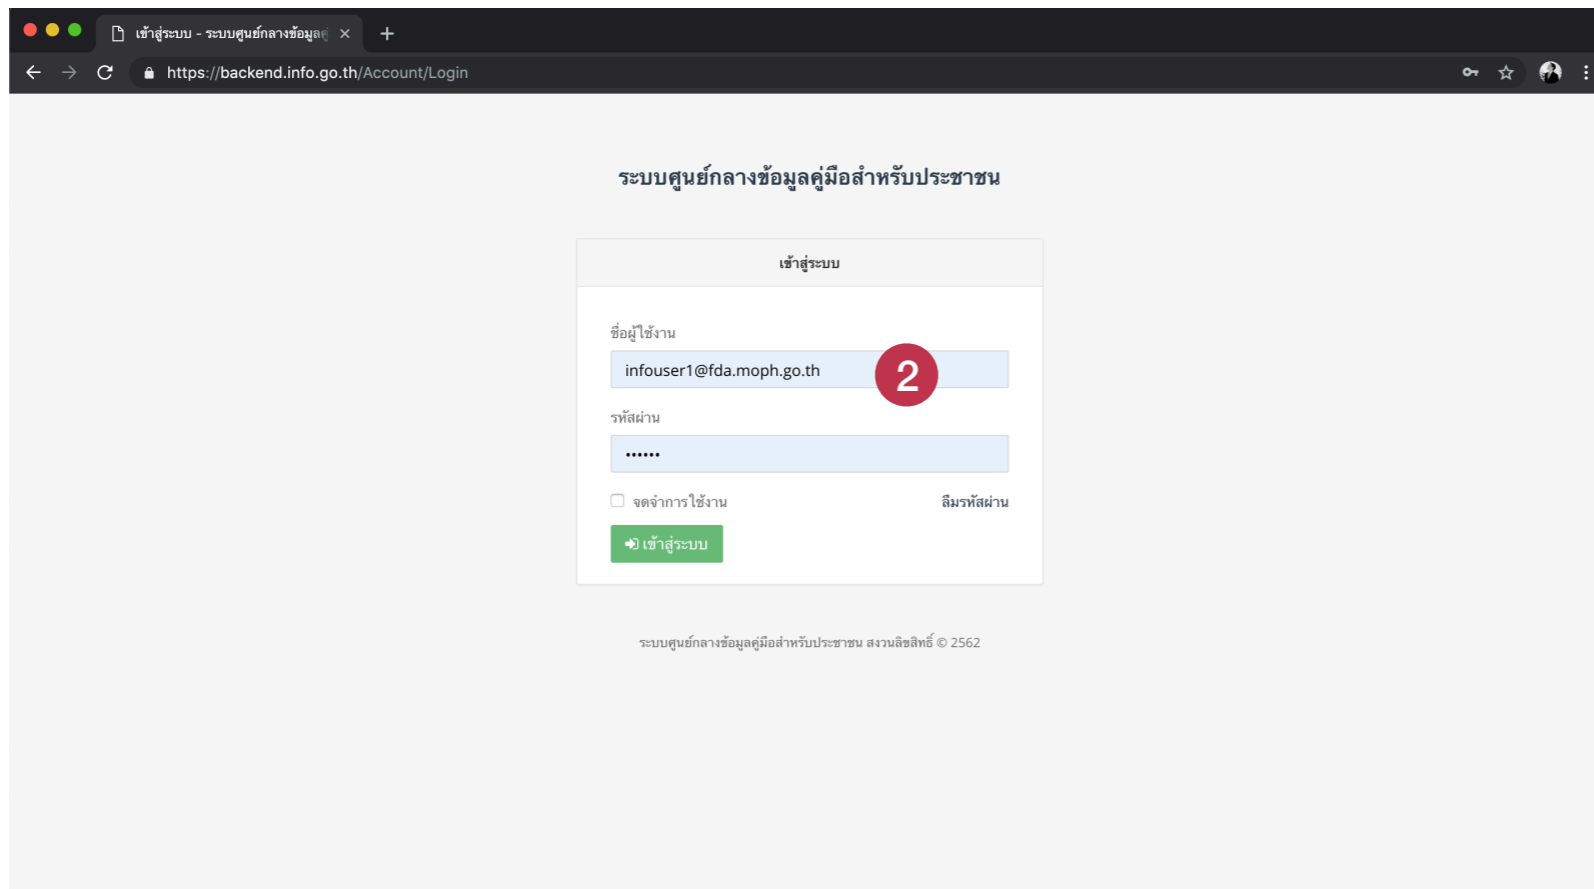 เข้าสู่ระบบ - ระบบศูนย์กลางข้อมูลคู่
https://backend.info.go.th/Account/Login
ระบบศูนย์กลางข้อมูลคู่มือสำหรับประชาชน
เข้าสู่ระบบ
ชื่อผู้ใช้งาน
infouser1@fda.moph.go.th
2
รหัสผ่าน
••••••
จดจำการใช้งาน ลืมรหัสผ่าน
เข้าสู่ระบบ
ระบบศูนย์กลางข้อมูลคู่มือสำหรับประชาชน สงวนลิขสิทธิ์ © 2562